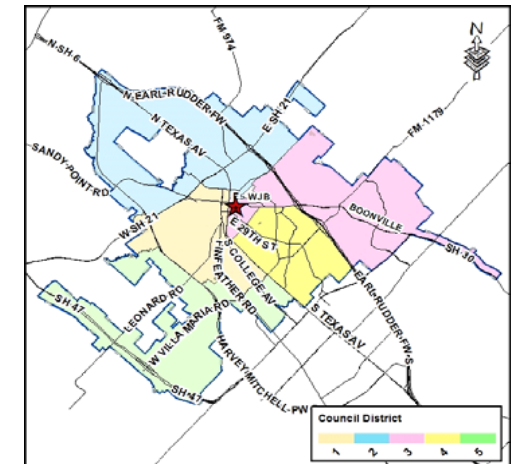 N
FM 974
N-SH-6
N-EARL-RUDDER-FW
E SH 21
N TEXAS AV
FM-1179
SANDY-POINT-RD
WJB
BOONVILLE
W-SH 21
E 29TH ST
SH-30
S COLLEGE AV
FINFEATHER RD
EARL-RUDDER-FW-S
LEONARD RD
S TEXAS AV
SH 47
W VILLA MARIA RD
HARVEY-MITCHELL-PW
SH-47
Council District
1 2 3 4 5